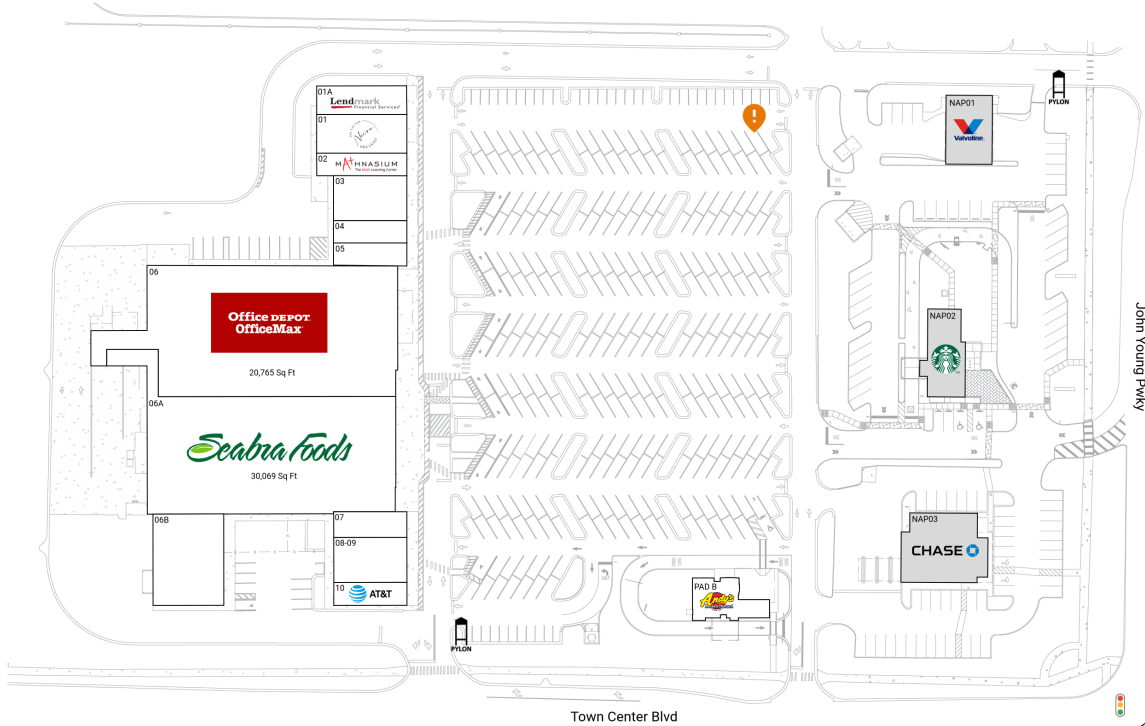 01A
Lendmark
Financial Services
01
02
MATHNASIUM
The Math Learning Center
03
04
05
06
Office DEPOT
OfficeMax
20,765 Sq Ft
06A
Seabra Foods
30,069 Sq Ft
06B
07
08-09
10
AT&T
PYLON
PAD B
Andy's
NAP01
Valvoline
PYLON
NAP02
NAP03
CHASE
John Young Pwky
Town Center Blvd